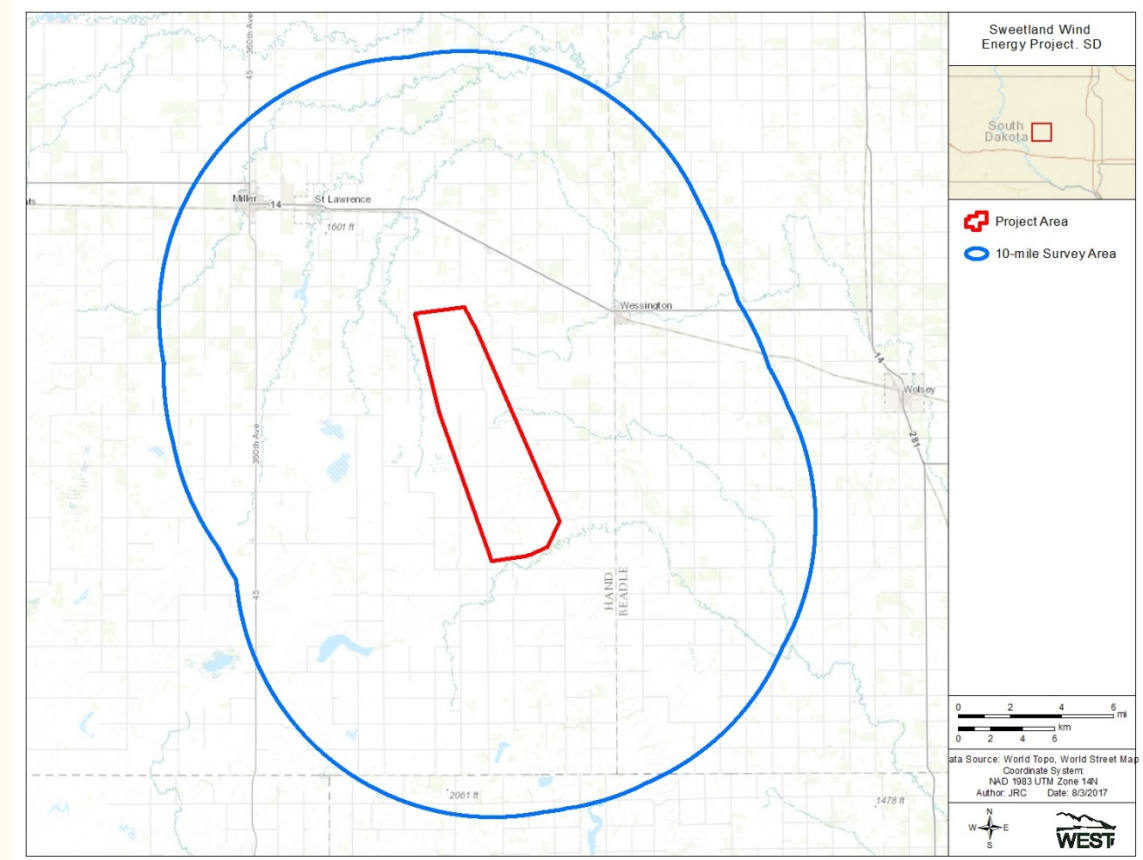 Sweetland Wind
Energy Project. SD
South
Dakota
Project Area
10-mile Survey Area
360th Ave
45
Miller
14
St Lawrence
1601 ft
Wessington
14
Wolsey
281
360th Ave
45
HAND
BEADLE
2061 ft
1478 ft
0 2 4 6
mi
km
0 2 4 6
ata Source: World Topo, World Street Map
Coordinate System:
NAD 1983 UTM Zone 14N
Author: JRC Date: 8/3/2017
N
W E
S
WEST